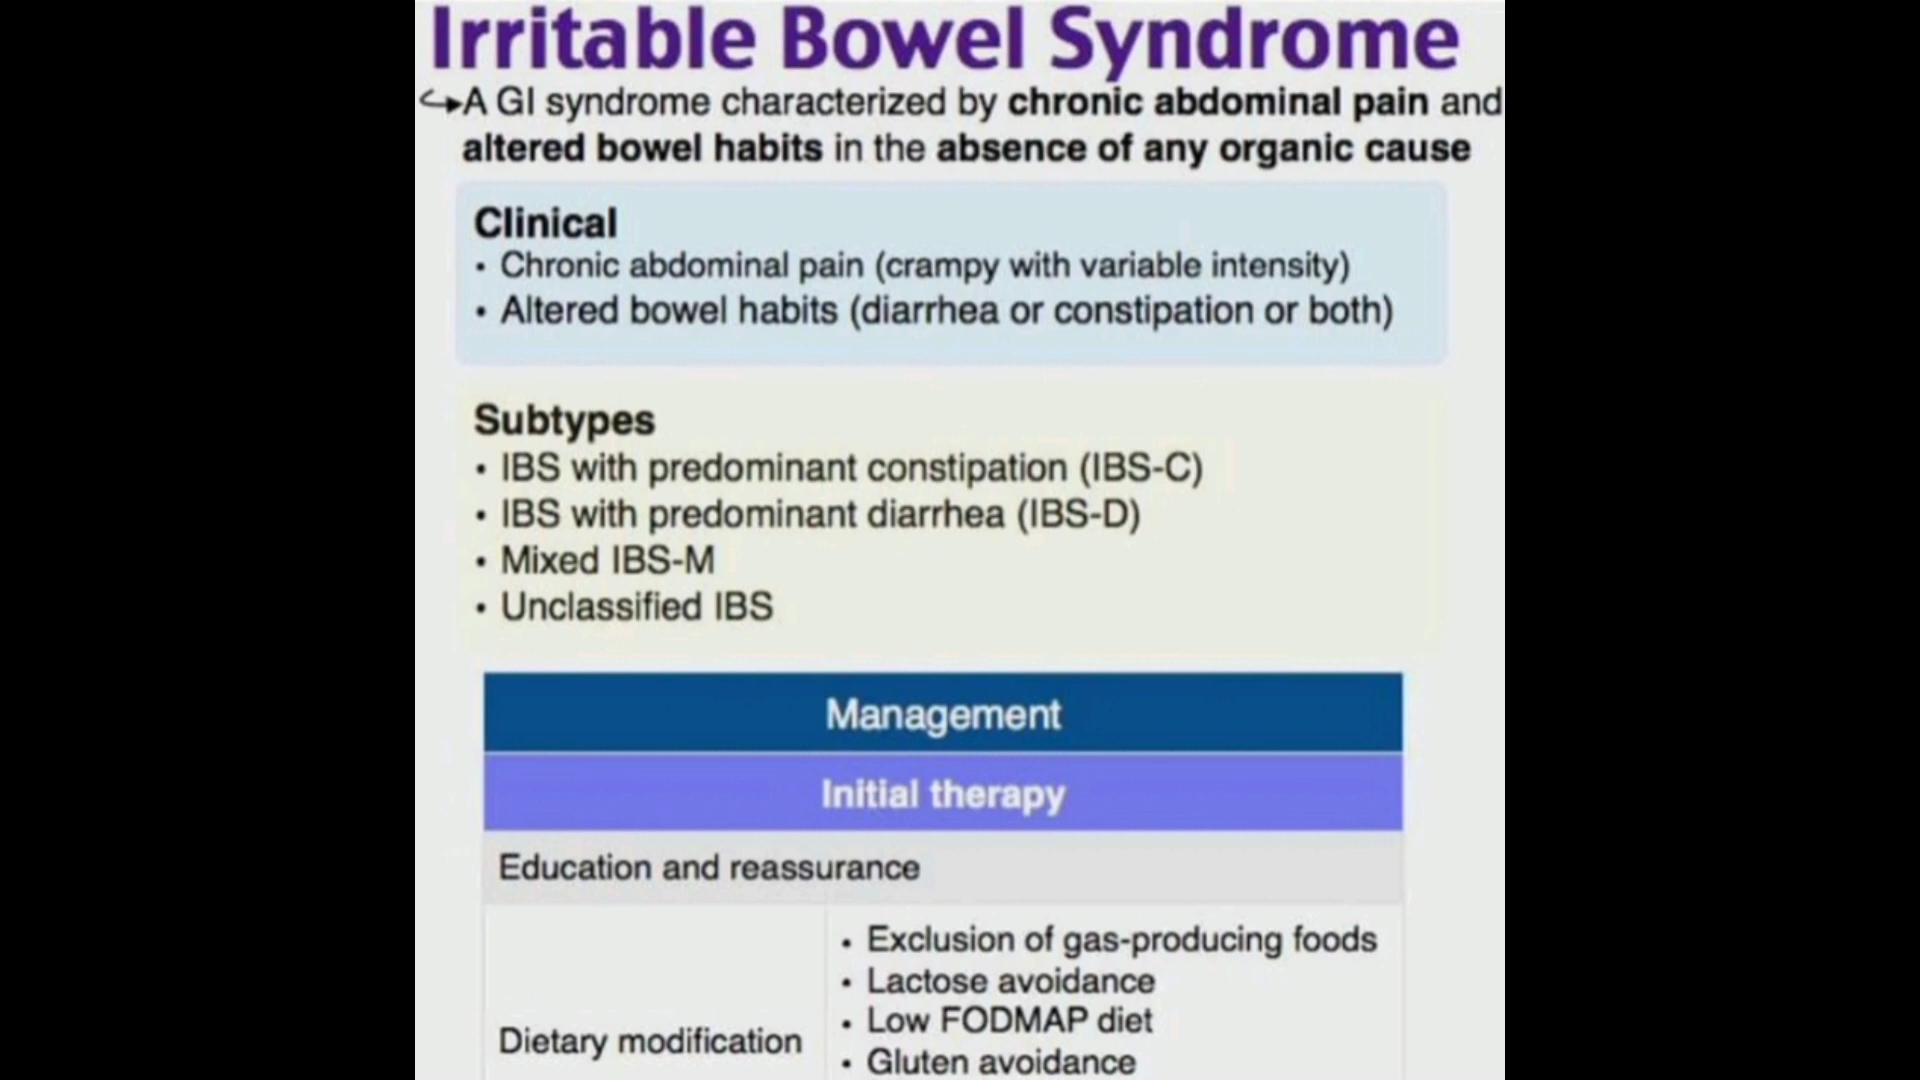 Irritable Bowel Syndrome
A GI syndrome characterized by chronic abdominal pain and
altered bowel habits in the absence of any organic cause
Clinical
• Chronic abdominal pain (crampy with variable intensity)
• Altered bowel habits (diarrhea or constipation or both)
Subtypes
• IBS with predominant constipation (IBS-C)
• IBS with predominant diarrhea (IBS-D)
• Mixed IBS-M
• Unclassified IBS
Management
Initial therapy
Education and reassurance
Dietary modification
• Exclusion of gas-producing foods
• Lactose avoidance
• Low FODMAP diet
• Gluten avoidance